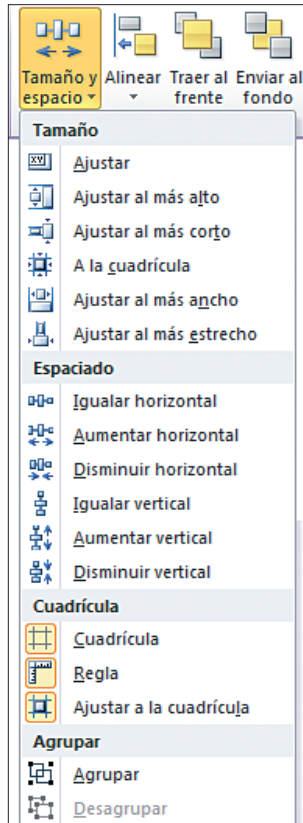 Tamaño y Alinear Traer al Enviar al
espacio frente fondo
Tamaño
Ajustar
Ajustar al más alto
Ajustar al más corto
A la cuadrícula
Ajustar al más ancho
Ajustar al más estrecho
Espaciado
Igualar horizontal
Aumentar horizontal
Disminuir horizontal
Igualar vertical
Aumentar vertical
Disminuir vertical
Cuadrícula
Cuadrícula
Regla
Ajustar a la cuadrícula
Agrupar
Agrupar
Desagrupar